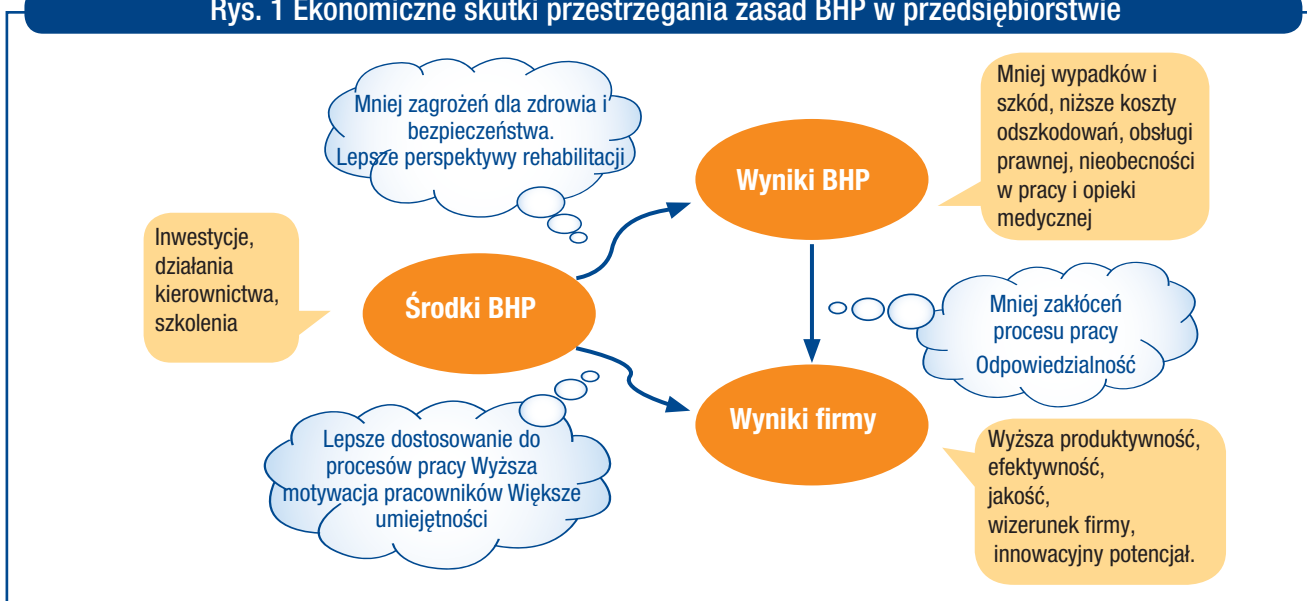 Rys. 1 Ekonomiczne skutki przestrzegania zasad BHP w przedsiębiorstwie
Mniej zagrożeń dla zdrowia i
bezpieczeństwa.
Lepsze perspektywy rehabilitacji
Wyniki BHP
Mniej wypadków i
szkód, niższe koszty
odszkodowań, obsługi
prawnej, nieobecności
w pracy i opieki
medycznej
Inwestycje,
działania
kierownictwa,
szkolenia
Środki BHP
Mniej zakłóceń
procesu pracy
Odpowiedzialność
Lepsze dostosowanie do
procesów pracy Wyższa
motywacja pracowników Większe
umiejętności
Wyniki firmy
Wyższa produktywność,
efektywność,
jakość,
wizerunek firmy,
innowacyjny potencjał.